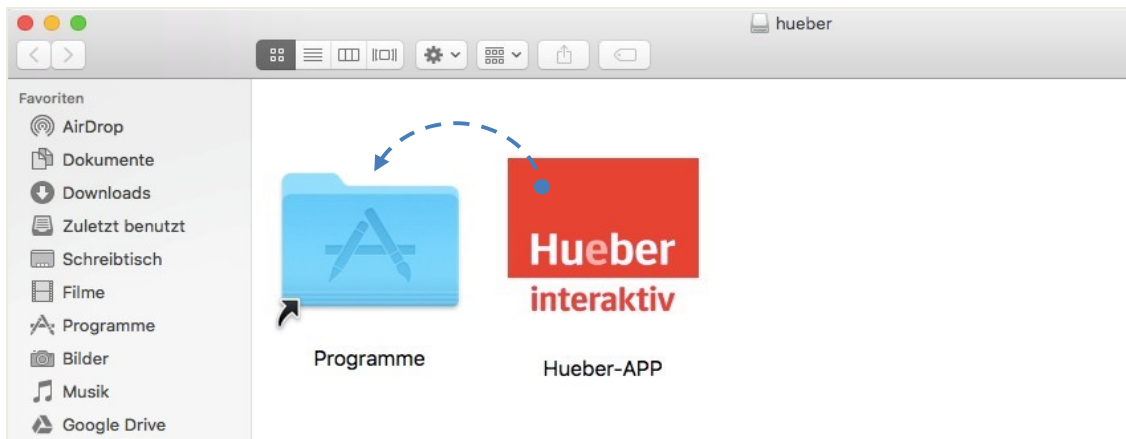 hueber
Favoriten
AirDrop
Dokumente
Downloads
Zuletzt benutzt
Schreibtisch
Filme
Programme
Bilder
Musik
Google Drive
Hueber
interaktiv
Programme
Hueber-APP